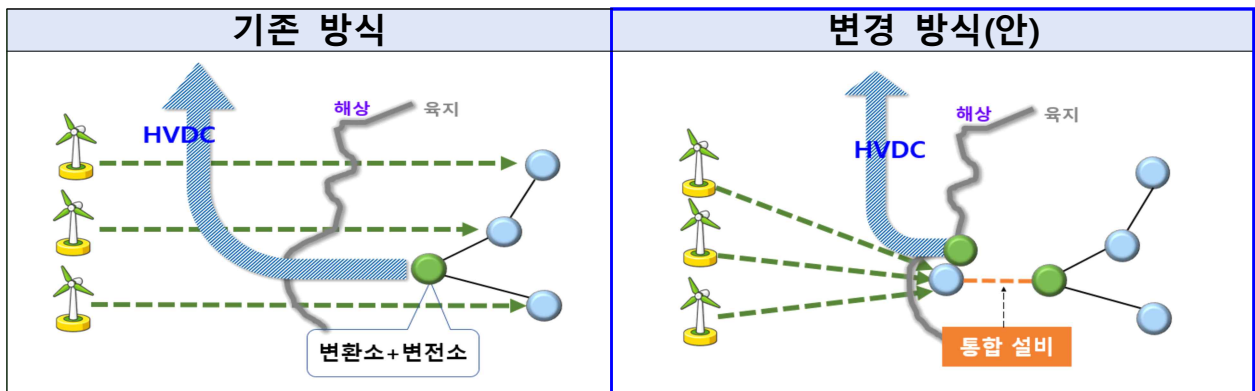 기존 방식
변경 방식(안)
해상
육지
HVDC
변환소+변전소
해상
육지
HVDC
통합 설비